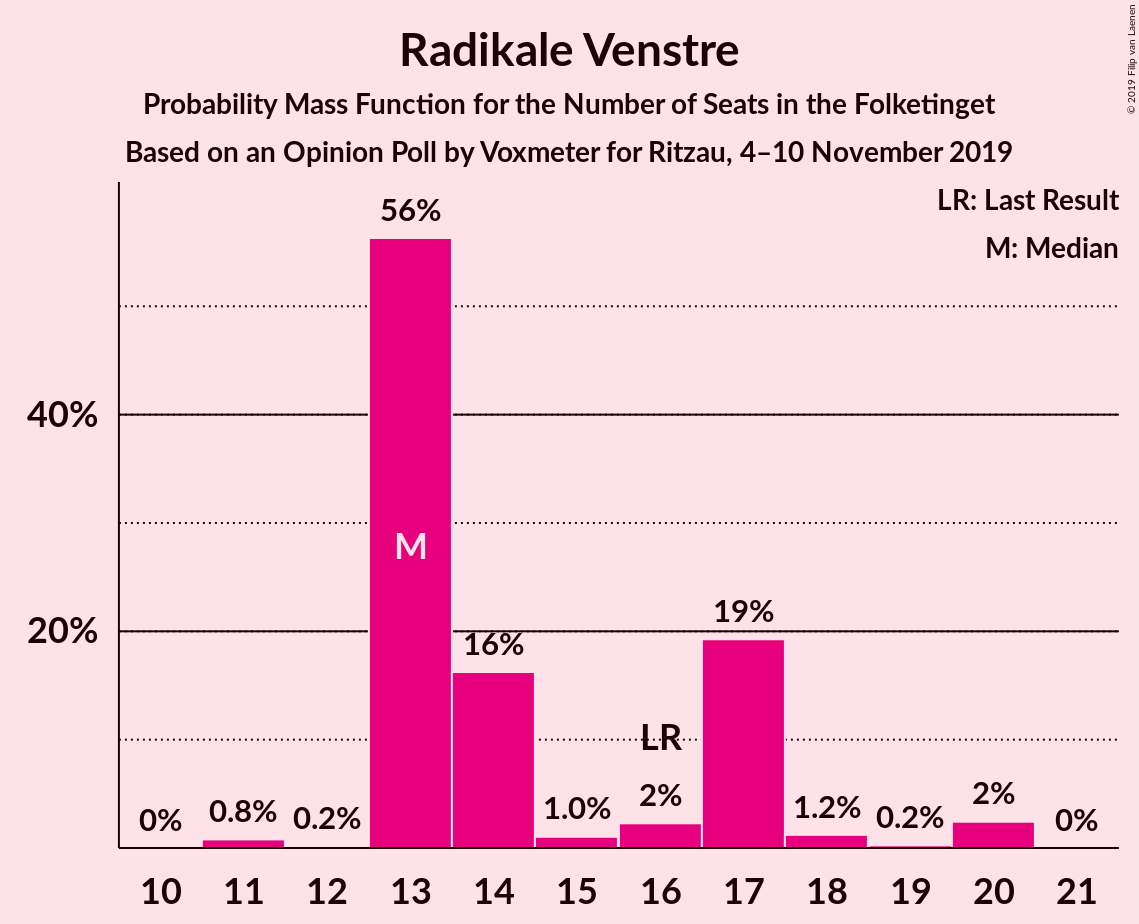 Radikale Venstre
Probability Mass Function for the Number of Seats in the Folketinget
Based on an Opinion Poll by Voxmeter for Ritzau, 4–10 November 2019
© 2019 Filip van Laenen
LR: Last Result
M: Median
56%
40%
M
20%
19%
16%
LR
0%
0.8%
0.2%
1.0%
2%
1.2%
0.2%
2%
0%
10 11 12 13 14 15 16 17 18 19 20 21